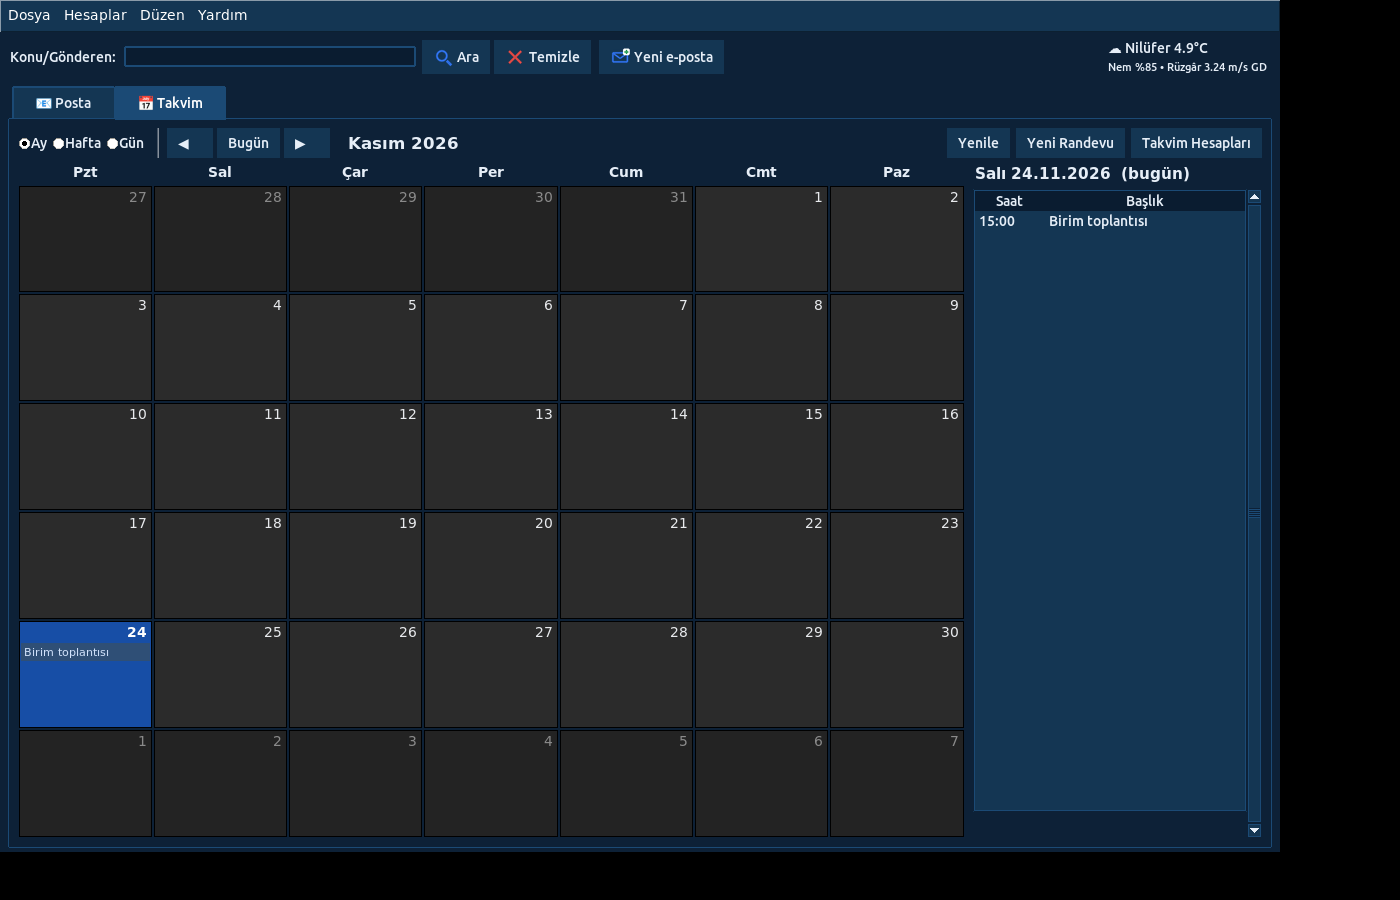 Dosya Hesaplar Düzen Yardım
Konu/Gönderen: Ara Temizle Yeni e-posta
Nilüfer 4.9°C
Nem %85 • Rüzgâr 3.24 m/s GD
Posta Takvim
Ay Hafta Gün ◀ Bugün ▶ Kasım 2026 Yenile Yeni Randevu Takvim Hesapları
Pzt Sal Çar Per Cum Cmt Paz
27 28 29 30 31 1 2
3 4 5 6 7 8 9
10 11 12 13 14 15 16
17 18 19 20 21 22 23
24 25 26 27 28 29 30
Birim toplantısı
1 2 3 4 5 6 7
Salı 24.11.2026 (bugün)
Saat Başlık
15:00 Birim toplantısı